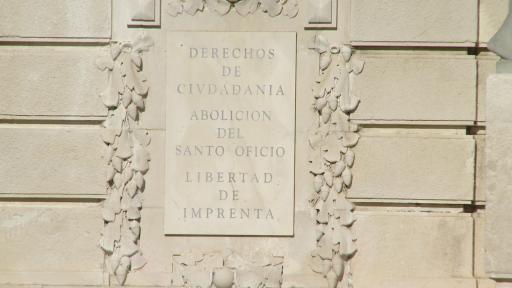 DERECHOS
DE
CIVDADANIA
ABOLICION
DEL
SANTO OFICIO
LIBERTAD
DE
IMPRENTA